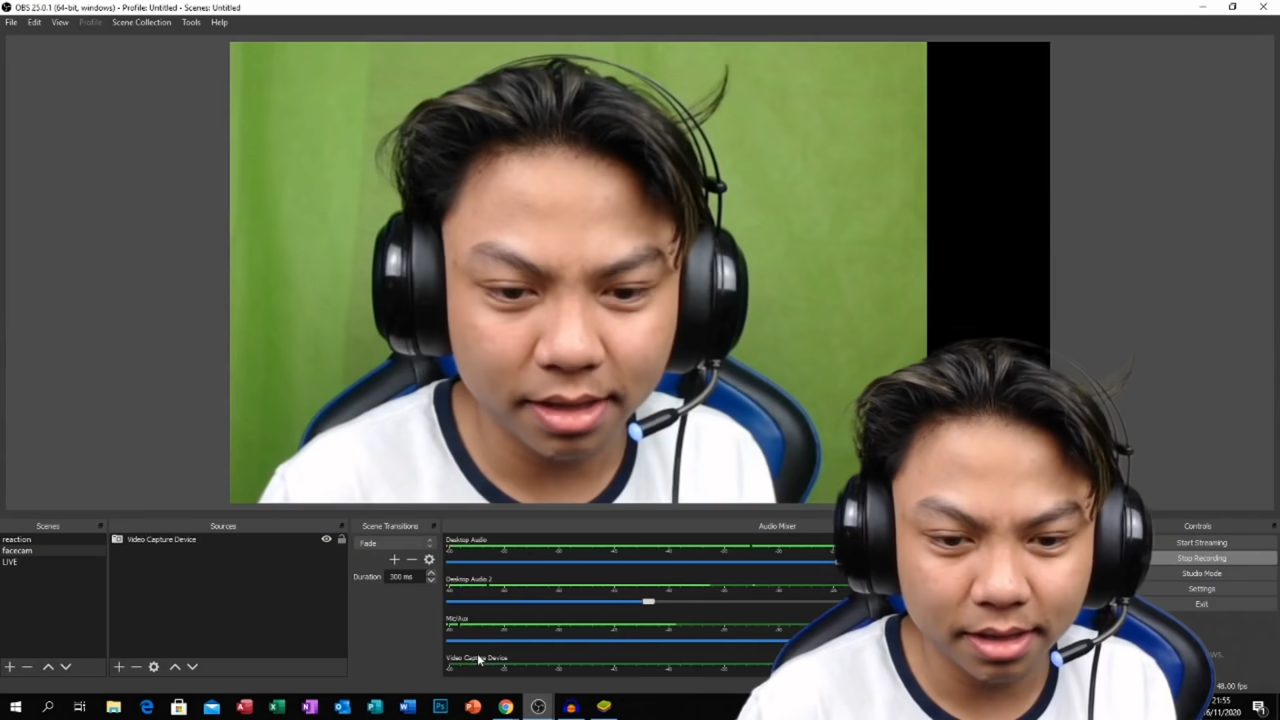 OBS 25.0.1 (64-bit, windows) - Profile: Untitled - Scenes: Untitled
File Edit View Profile Scene Collection Tools Help
Scenes
reaction
facecam
LIVE
Sources
Video Capture Device
Scene Transitions
Fade
Duration 300 ms
Audio Mixer
Desktop Audio
Desktop Audio 2
Mic/Aux
Video Capture Device
Controls
Start Streaming
Stop Recording
Studio Mode
Settings
Exit
48.00 fps
21:55
6/11/2020